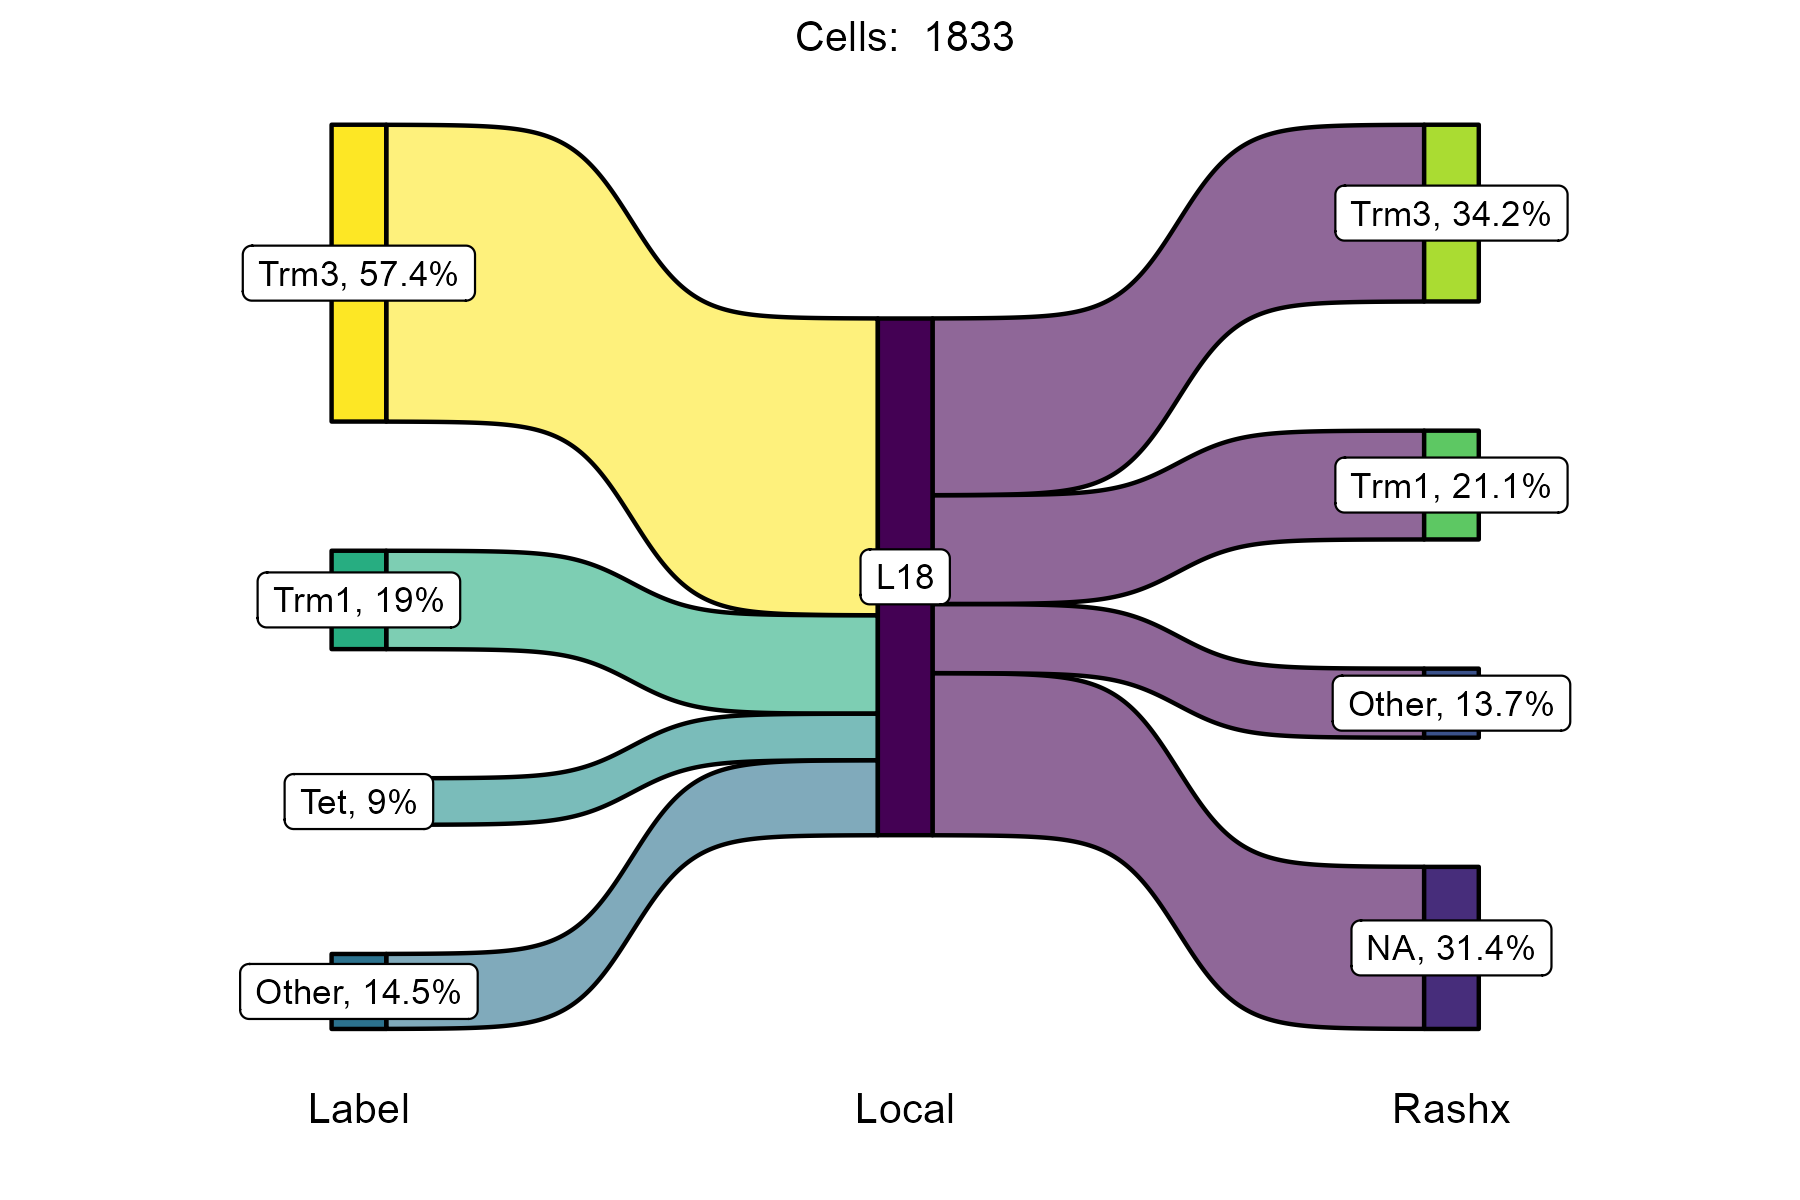 Cells:  1833
Trm3, 57.4%
Trm1, 19%
Tet, 9%
Other, 14.5%
L18
Trm3, 34.2%
Trm1, 21.1%
Other, 13.7%
NA, 31.4%
Label
Local
Rashx